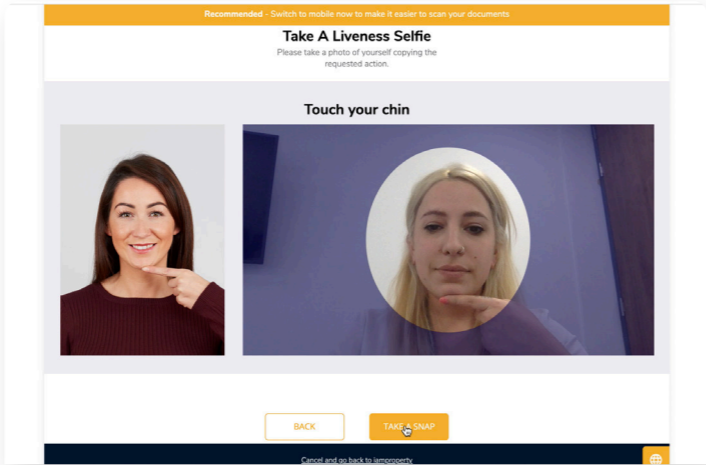 Recommended - Switch to mobile now to make it easier to scan your documents
Take A Liveness Selfie
Please take a photo of yourself copying the
requested action.
Touch your chin
BACK
TAKE A SNAP
Cancel and go back to iamproperty